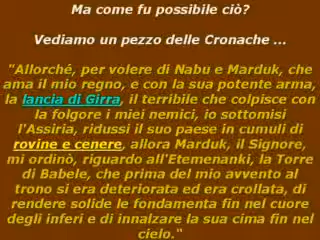 Ma come fu possibile ciò?
Vediamo un pezzo delle Cronache ...
"Allorché, per volere di Nabu e Marduk, che
ama il mio regno, e con la sua potente arma,
la lancia di Girra, il terribile che colpisce con
la folgore i miei nemici, io sottomisi
l'Assiria, ridussi il suo paese in cumuli di
rovine e cenere, allora Marduk, il Signore,
mi ordinò, riguardo all'Etemenanki, la Torre
di Babele, che prima del mio avvento al
trono si era deteriorata ed era crollata, di
rendere solide le fondamenta fin nel cuore
degli inferi e di innalzare la sua cima fin nel
cielo."